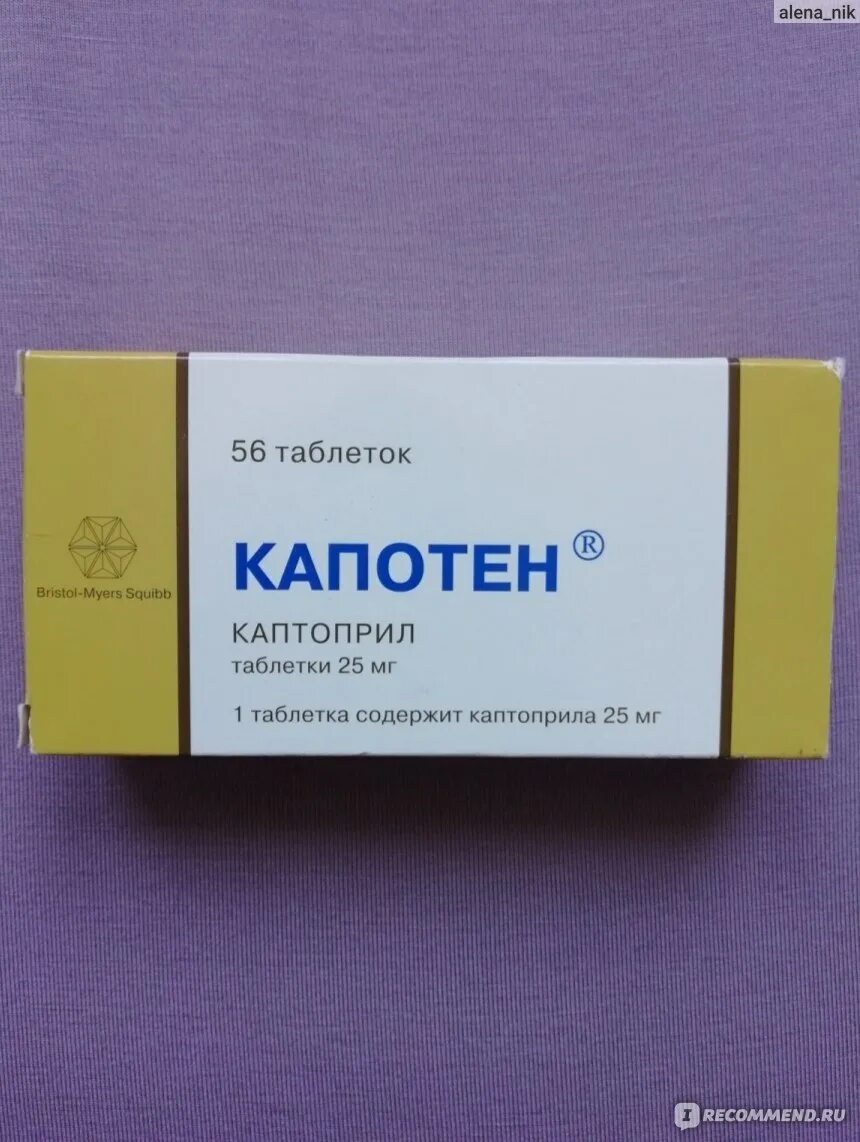 alena_nik
56 таблеток
КАПОТЕН ®
Bristol-Myers Squibb
КАПТОПРИЛ
таблетки 25 мг
1 таблетка содержит каптоприла 25 мг
I RECOMMEND.RU